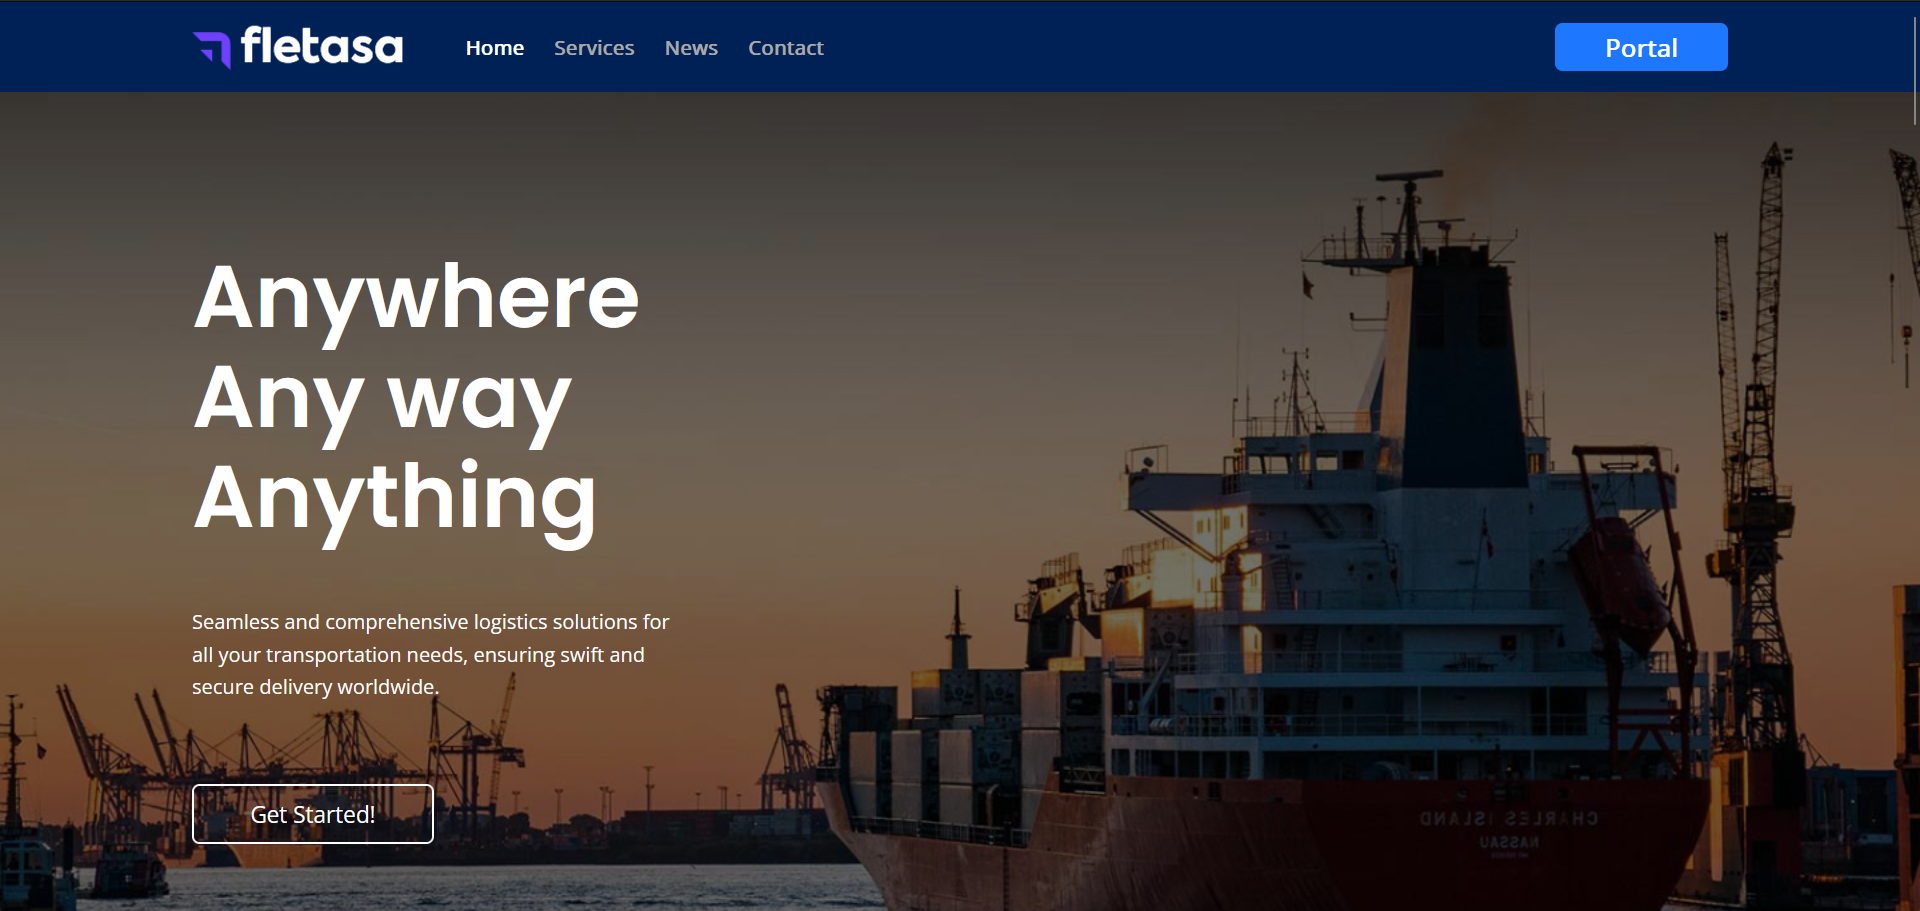 fletasa
Home Services News Contact
Portal
Anywhere
Any way
Anything
Seamless and comprehensive logistics solutions for
all your transportation needs, ensuring swift and
secure delivery worldwide.
Get Started!
CHARLES ISLAND
NASSAU